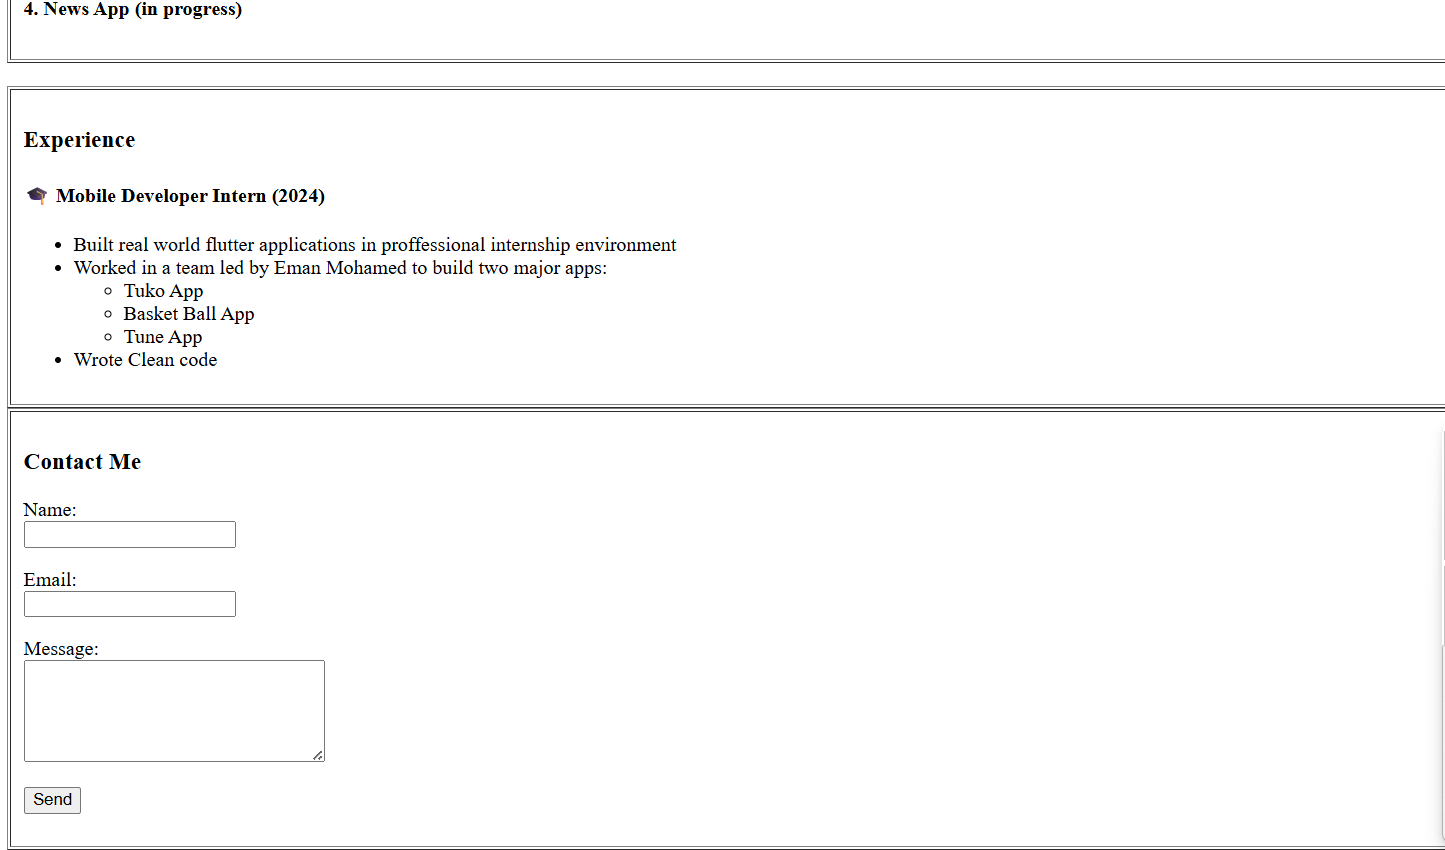 4. News App (in progress)
Experience
🎓 Mobile Developer Intern (2024)
• Built real world flutter applications in proffessional internship environment
• Worked in a team led by Eman Mohamed to build two major apps:
◦ Tuko App
◦ Basket Ball App
◦ Tune App
• Wrote Clean code
Contact Me
Name:
Email:
Message:
Send